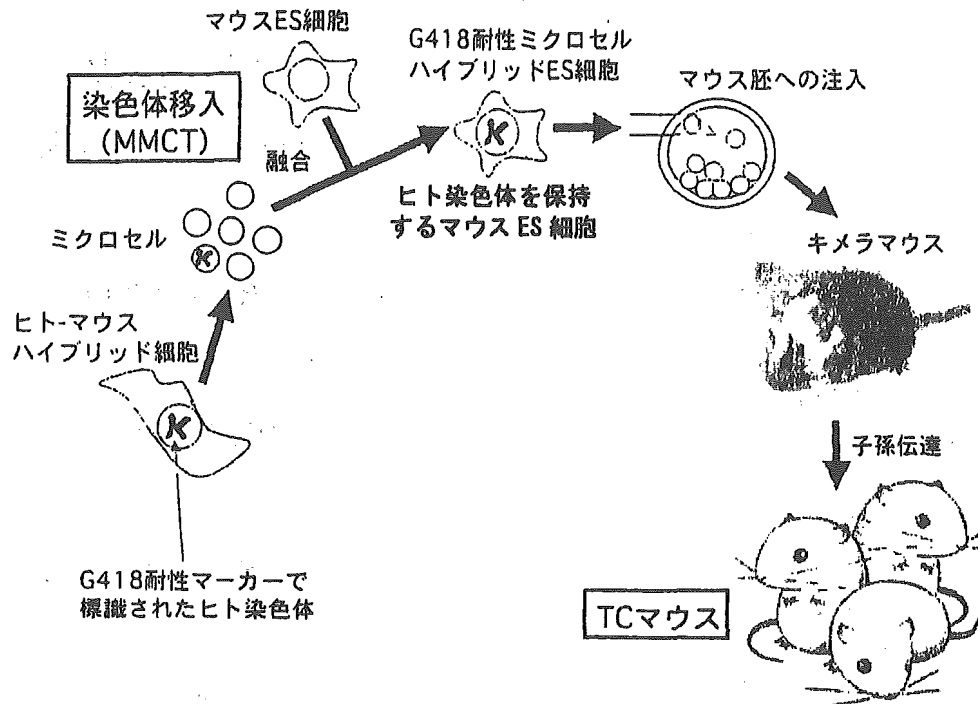 マウスES細胞
染色体移入
(MMCT)
融合
G418耐性ミクロセル
ハイブリッドES細胞
マウス胚への注入
ヒト染色体を保持
するマウス ES 細胞
ミクロセル
キメラマウス
ヒト-マウス
ハイブリッド細胞
子孫伝達
G418耐性マーカーで
標識されたヒト染色体
TCマウス